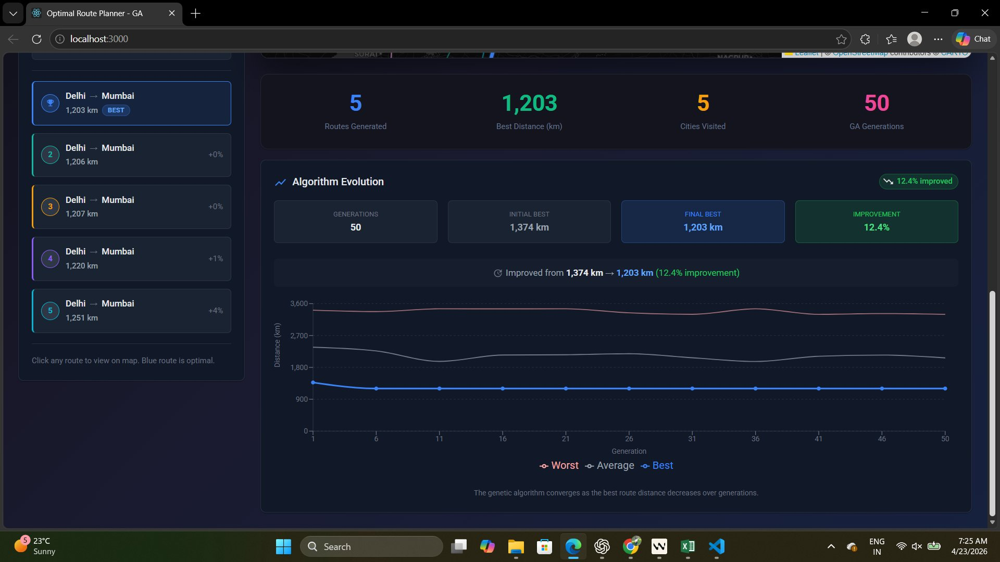 Optimal Route Planner - GA
localhost:3000
Chat
SURAT
NAGPUR
Leaflet | © OpenStreetMap contributors © CARTO
Delhi → Mumbai
1,203 km BEST
2
Delhi → Mumbai
1,206 km
+0%
3
Delhi → Mumbai
1,207 km
+0%
4
Delhi → Mumbai
1,220 km
+1%
5
Delhi → Mumbai
1,251 km
+4%
Click any route to view on map. Blue route is optimal.
5
Routes Generated
1,203
Best Distance (km)
5
Cities Visited
50
GA Generations
Algorithm Evolution
12.4% improved
GENERATIONS
50
INITIAL BEST
1,374 km
FINAL BEST
1,203 km
IMPROVEMENT
12.4%
Improved from 1,374 km → 1,203 km (12.4% improvement)
Distance (km)
3,600
2,700
1,800
900
0
1 6 11 16 21 26 31 36 41 46 50
Generation
Worst Average Best
The genetic algorithm converges as the best route distance decreases over generations.
5
23°C
Sunny
Search
ENG
IN
7:25 AM
4/23/2026